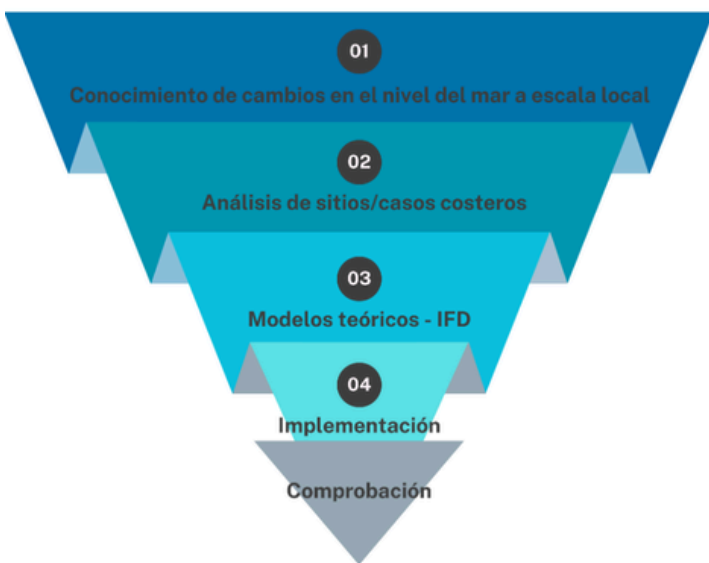 01
Conocimiento de cambios en el nivel del mar a escala local
02
Análisis de sitios/casos costeros
03
Modelos teóricos - IFD
04
Implementación
Comprobación